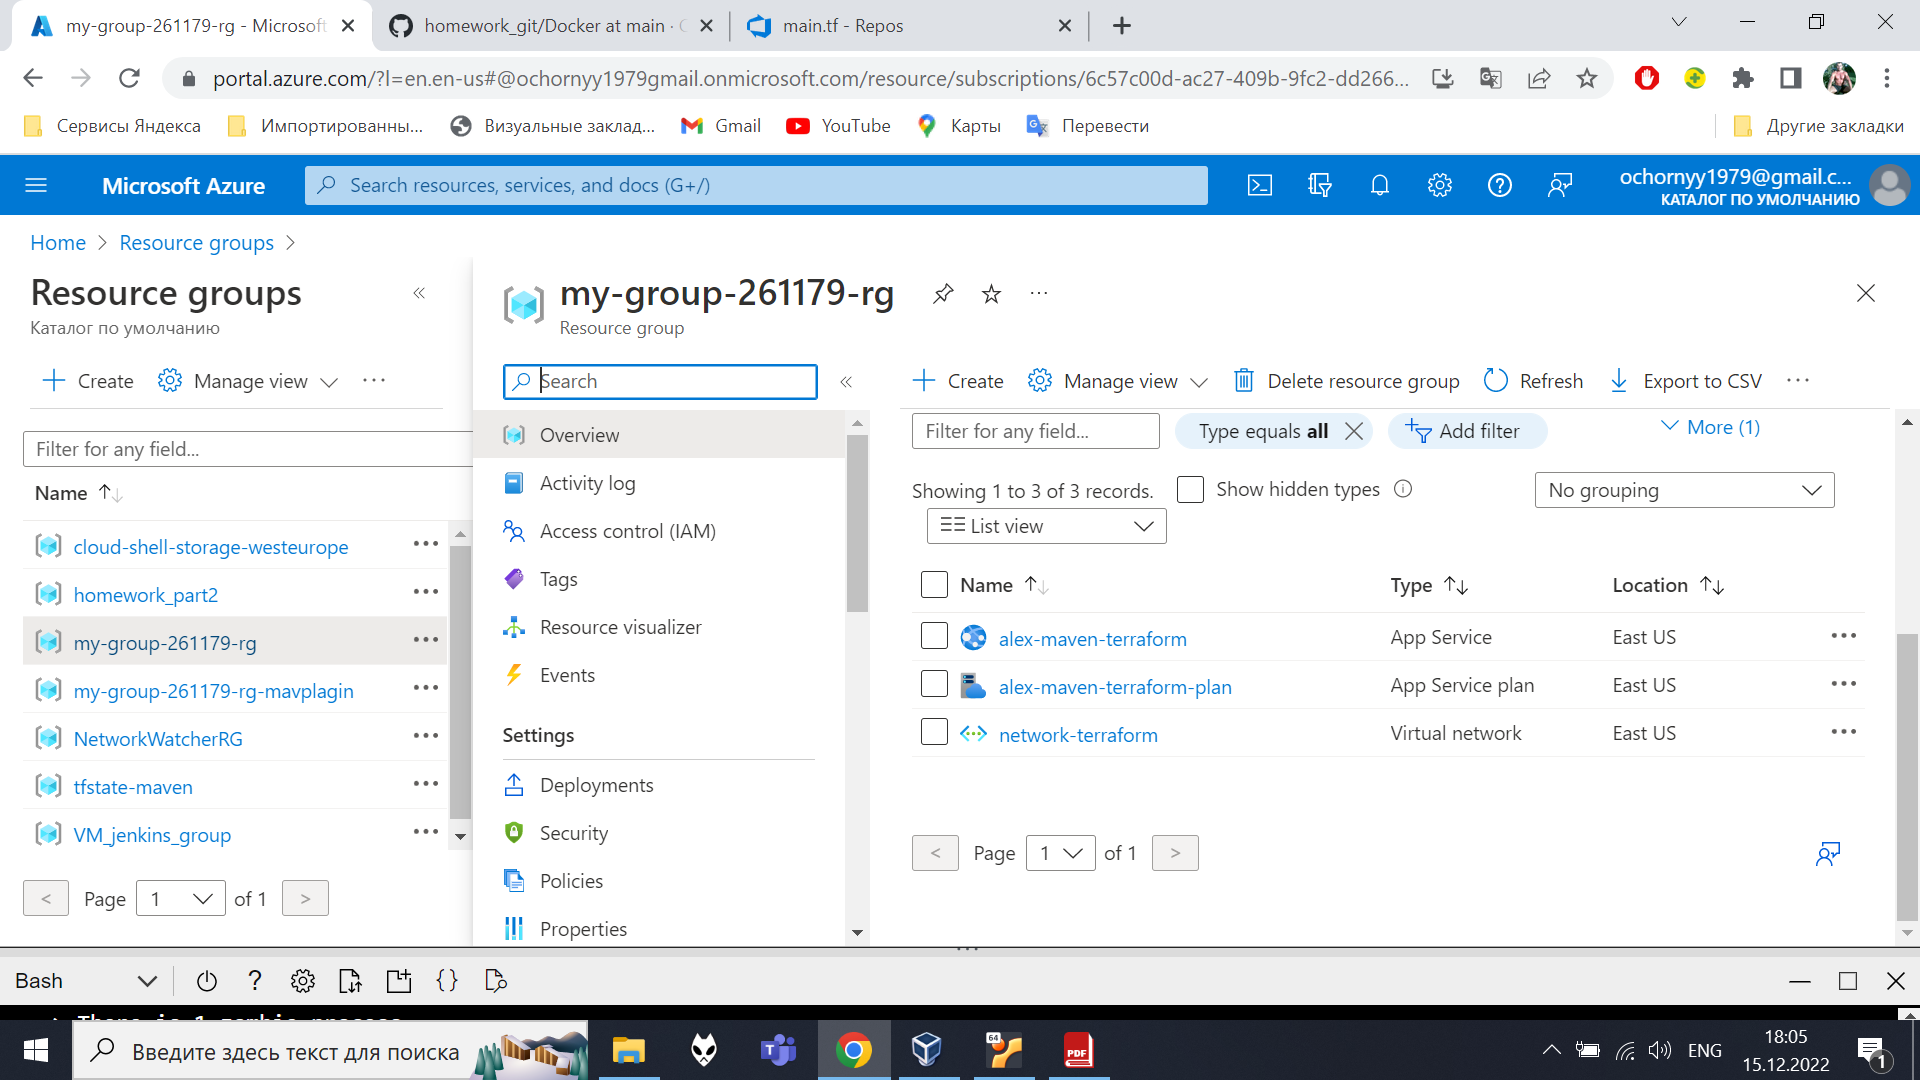 my-group-261179-rg - Microsoft
homework_git/Docker at main ·
main.tf - Repos
portal.azure.com/?l=en.en-us#@ochornyy1979gmail.onmicrosoft.com/resource/subscriptions/6c57c00d-ac27-409b-9fc2-dd266...
Сервисы Яндекса
Импортированны...
Визуальные заклад...
Gmail
YouTube
Карты
Перевести
Другие закладки
Microsoft Azure
Search resources, services, and docs (G+/)
ochornyy1979@gmail.c...
КАТАЛОГ ПО УМОЛЧАНИЮ
Home
Resource groups
Resource groups
Каталог по умолчанию
Create
Manage view
Filter for any field...
Name
cloud-shell-storage-westeurope
homework_part2
my-group-261179-rg
my-group-261179-rg-mavplagin
NetworkWatcherRG
tfstate-maven
VM_jenkins_group
< Page 1 of 1 >
my-group-261179-rg
Resource group
Search
Overview
Activity log
Access control (IAM)
Tags
Resource visualizer
Events
Settings
Deployments
Security
Policies
Properties
Create
Manage view
Delete resource group
Refresh
Export to CSV
Filter for any field...
Type equals all
Add filter
More (1)
Showing 1 to 3 of 3 records.
Show hidden types
No grouping
List view
Name Type Location
alex-maven-terraform App Service East US
alex-maven-terraform-plan App Service plan East US
network-terraform Virtual network East US
< Page 1 of 1 >
Bash
There is 1 zombie process.
Введите здесь текст для поиска
64
PDF
ENG
18:05
15.12.2022
1